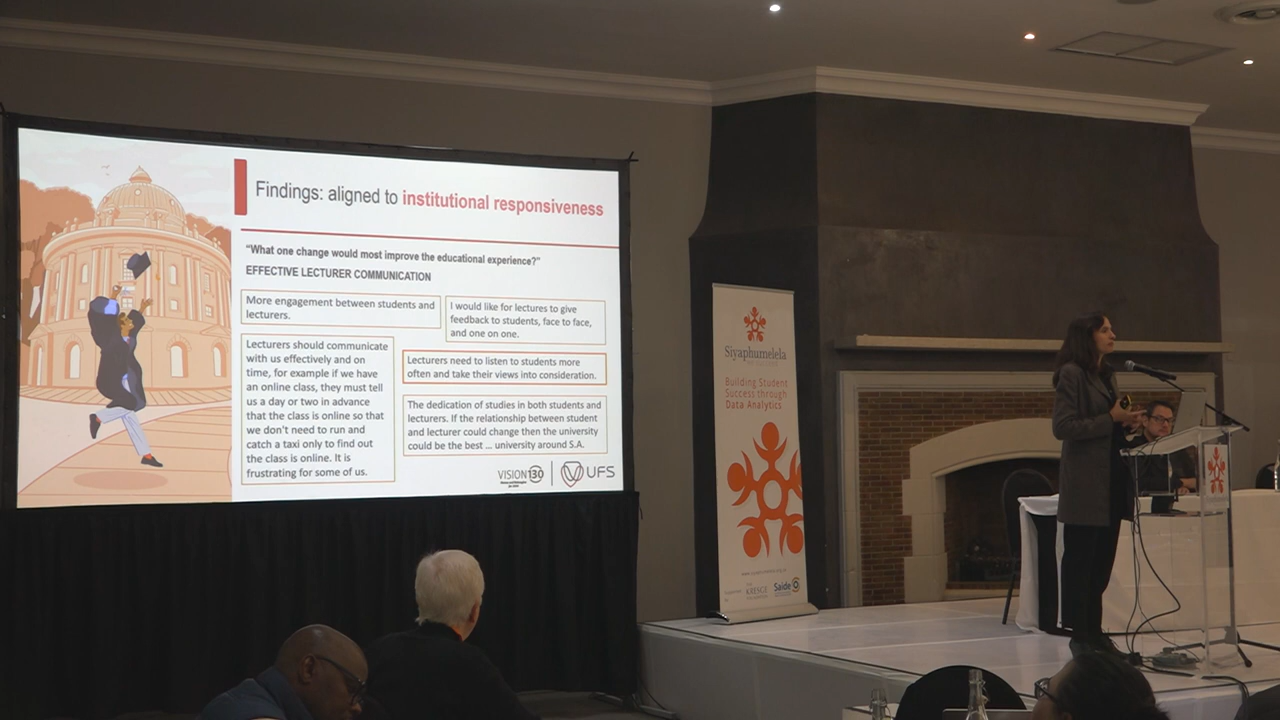 Findings: aligned to institutional responsiveness
“What one change would most improve the educational experience?”
EFFECTIVE LECTURER COMMUNICATION
More engagement between students and
lecturers.
I would like for lectures to give
feedback to students, face to face,
and one on one.
Lecturers should communicate
with us effectively and on
time, for example if we have
an online class, they must tell
us a day or two in advance
that the class is online so that
we don't need to run and
catch a taxi only to find out
the class is online. It is
frustrating for some of us.
Lecturers need to listen to students more
often and take their views into consideration.
The dedication of studies in both students and
lecturers. If the relationship between student
and lecturer could change then the university
could be the best ... university around S.A.
VISION130
UFS
Siyaphumelela
Building Student
Success through
Data Analytics
KRESGE
Saide